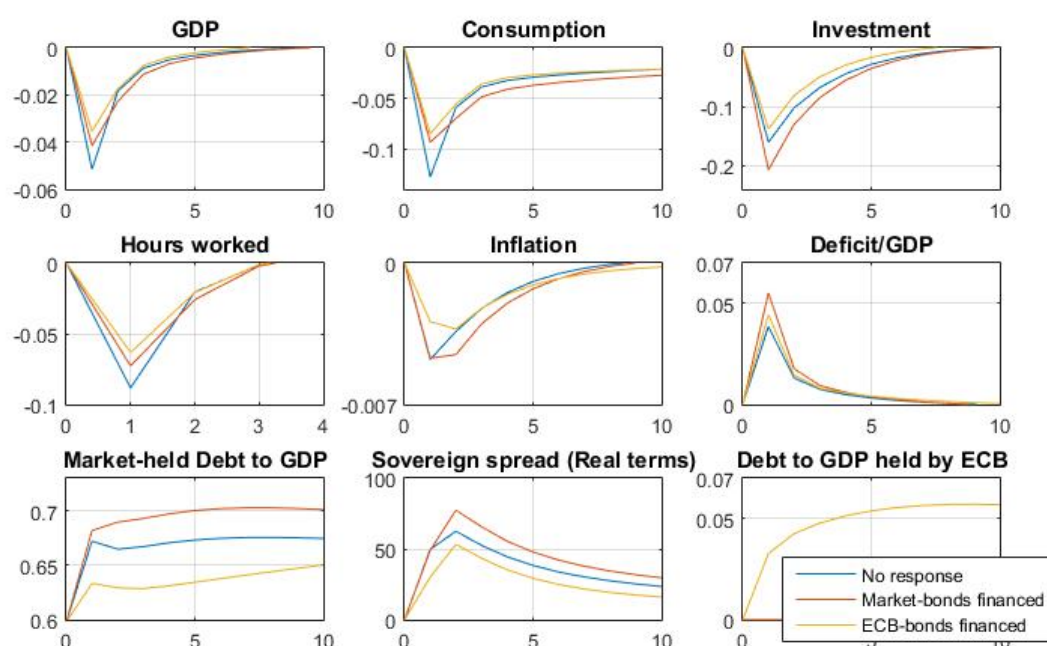 GDP
Consumption
Investment
0
-0.02
-0.04
-0.06
0 5 10
0
-0.05
-0.1
0 5 10
0
-0.1
-0.2
0 5 10
Hours worked
Inflation
Deficit/GDP
0
-0.05
-0.1
0 1 2 3 4
0
-0.007
0 5 10
0.07
0.05
0
0 5 10
Market-held Debt to GDP
Sovereign spread (Real terms)
Debt to GDP held by ECB
0.7
0.65
0.6
0 5 10
100
50
0
0 5 10
0.07
0.05
0
0
No response
Market-bonds financed
ECB-bonds financed